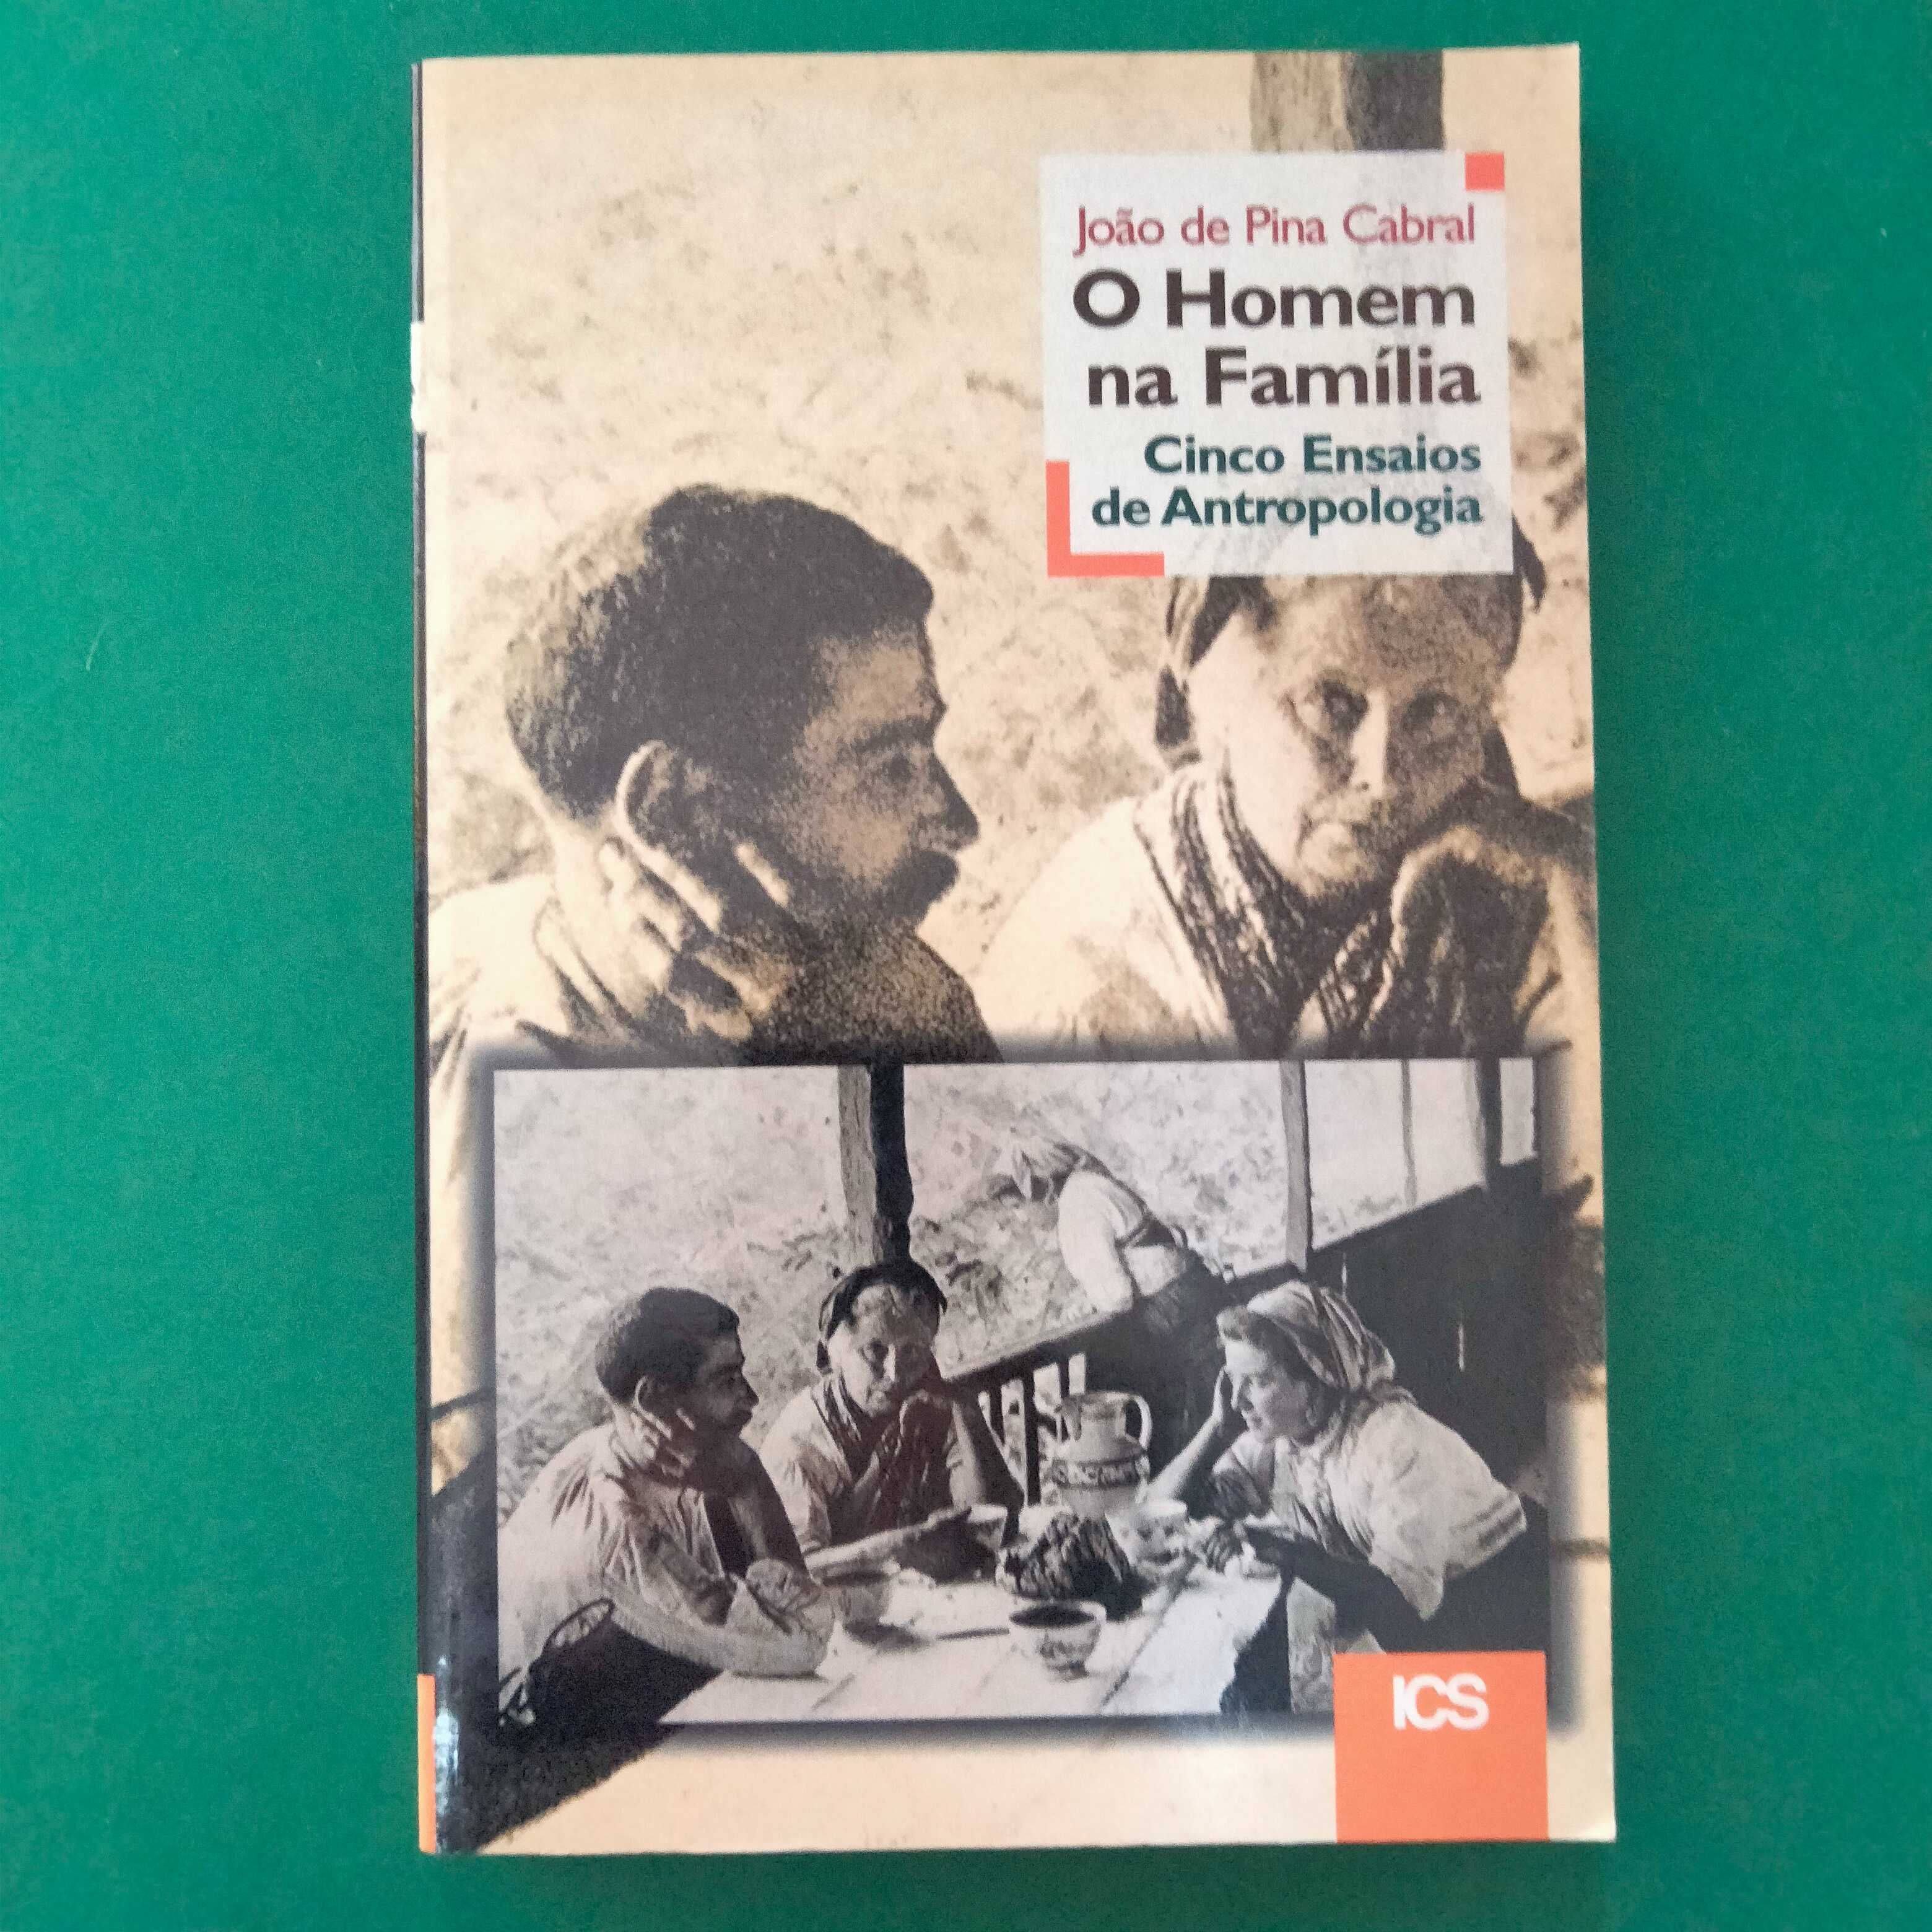 João de Pina Cabral
O Homem
na Família
Cinco Ensaios
de Antropologia
ICS